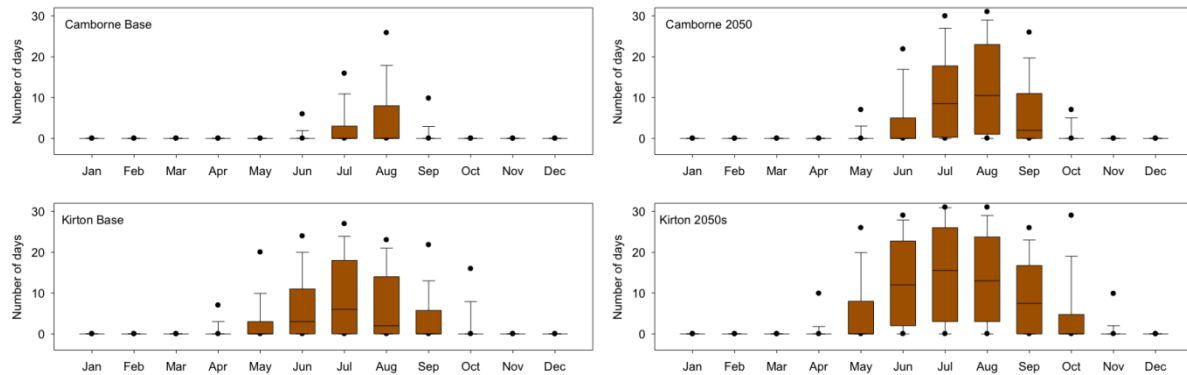 Camborne Base
Number of days
30
20
10
0
Jan Feb Mar Apr May Jun Jul Aug Sep Oct Nov Dec
Camborne 2050
Number of days
30
20
10
0
Jan Feb Mar Apr May Jun Jul Aug Sep Oct Nov Dec
Kirton Base
Number of days
30
20
10
0
Jan Feb Mar Apr May Jun Jul Aug Sep Oct Nov Dec
Kirton 2050s
Number of days
30
20
10
0
Jan Feb Mar Apr May Jun Jul Aug Sep Oct Nov Dec